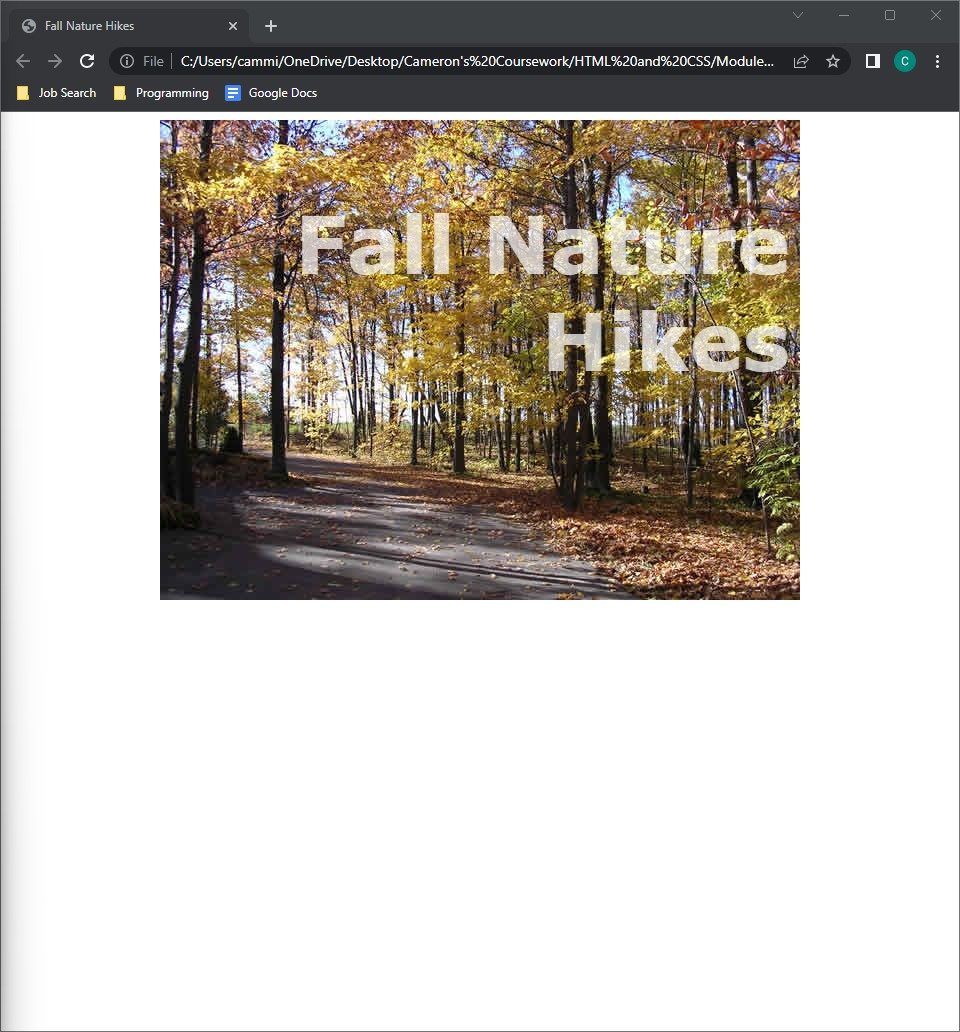 Fall Nature Hikes
File C:/Users/cammi/OneDrive/Desktop/Cameron's%20Coursework/HTML%20and%20CSS/Module...
C
Job Search Programming Google Docs
Fall Nature
Hikes